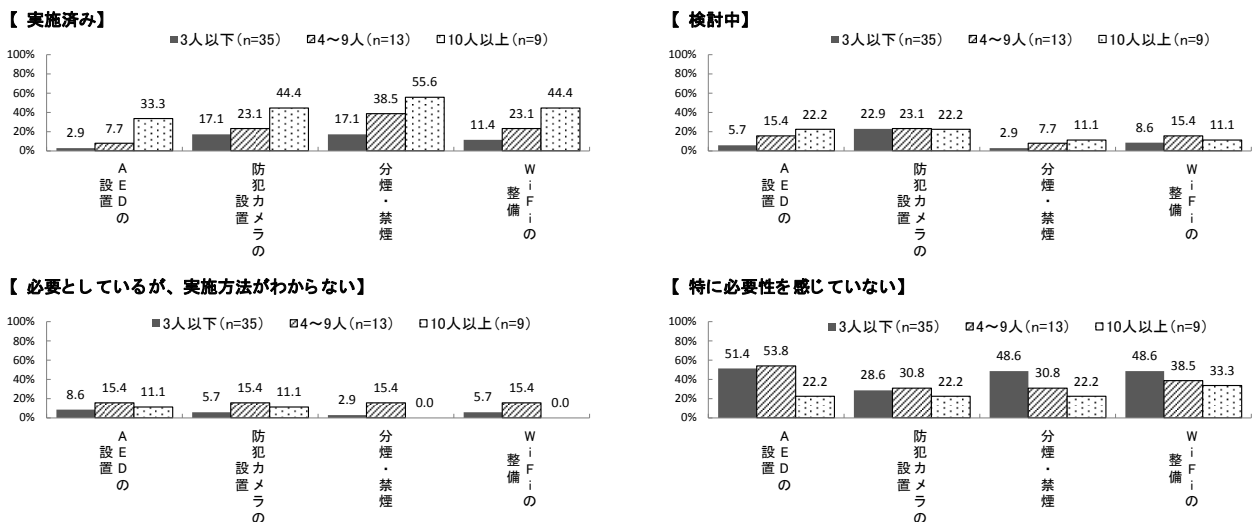 【 実施済み】
■3人以下(n=35) 4～9人(n=13) 10人以上(n=9)
100%
80%
60%
40%
20%
0%
2.9 7.7 33.3 17.1 23.1 44.4 17.1 38.5 55.6 11.4 23.1 44.4
AEDの
設置
防犯カメラの
設置
分煙・禁煙
WiFiの
整備
【 検討中】
■3人以下(n=35) 4～9人(n=13) 10人以上(n=9)
100%
80%
60%
40%
20%
0%
5.7 15.4 22.2 22.9 23.1 22.2 2.9 7.7 11.1 8.6 15.4 11.1
AEDの
設置
防犯カメラの
設置
分煙・禁煙
WiFiの
整備
【 必要としているが、実施方法がわからない】
■3人以下(n=35) 4～9人(n=13) 10人以上(n=9)
100%
80%
60%
40%
20%
0%
8.6 15.4 11.1 5.7 15.4 11.1 2.9 15.4 0.0 5.7 15.4 0.0
AEDの
設置
防犯カメラの
設置
分煙・禁煙
WiFiの
整備
【 特に必要性を感じていない】
■3人以下(n=35) 4～9人(n=13) 10人以上(n=9)
100%
80%
60%
40%
20%
0%
51.4 53.8 22.2 28.6 30.8 22.2 48.6 30.8 22.2 48.6 38.5 33.3
AEDの
設置
防犯カメラの
設置
分煙・禁煙
WiFiの
整備